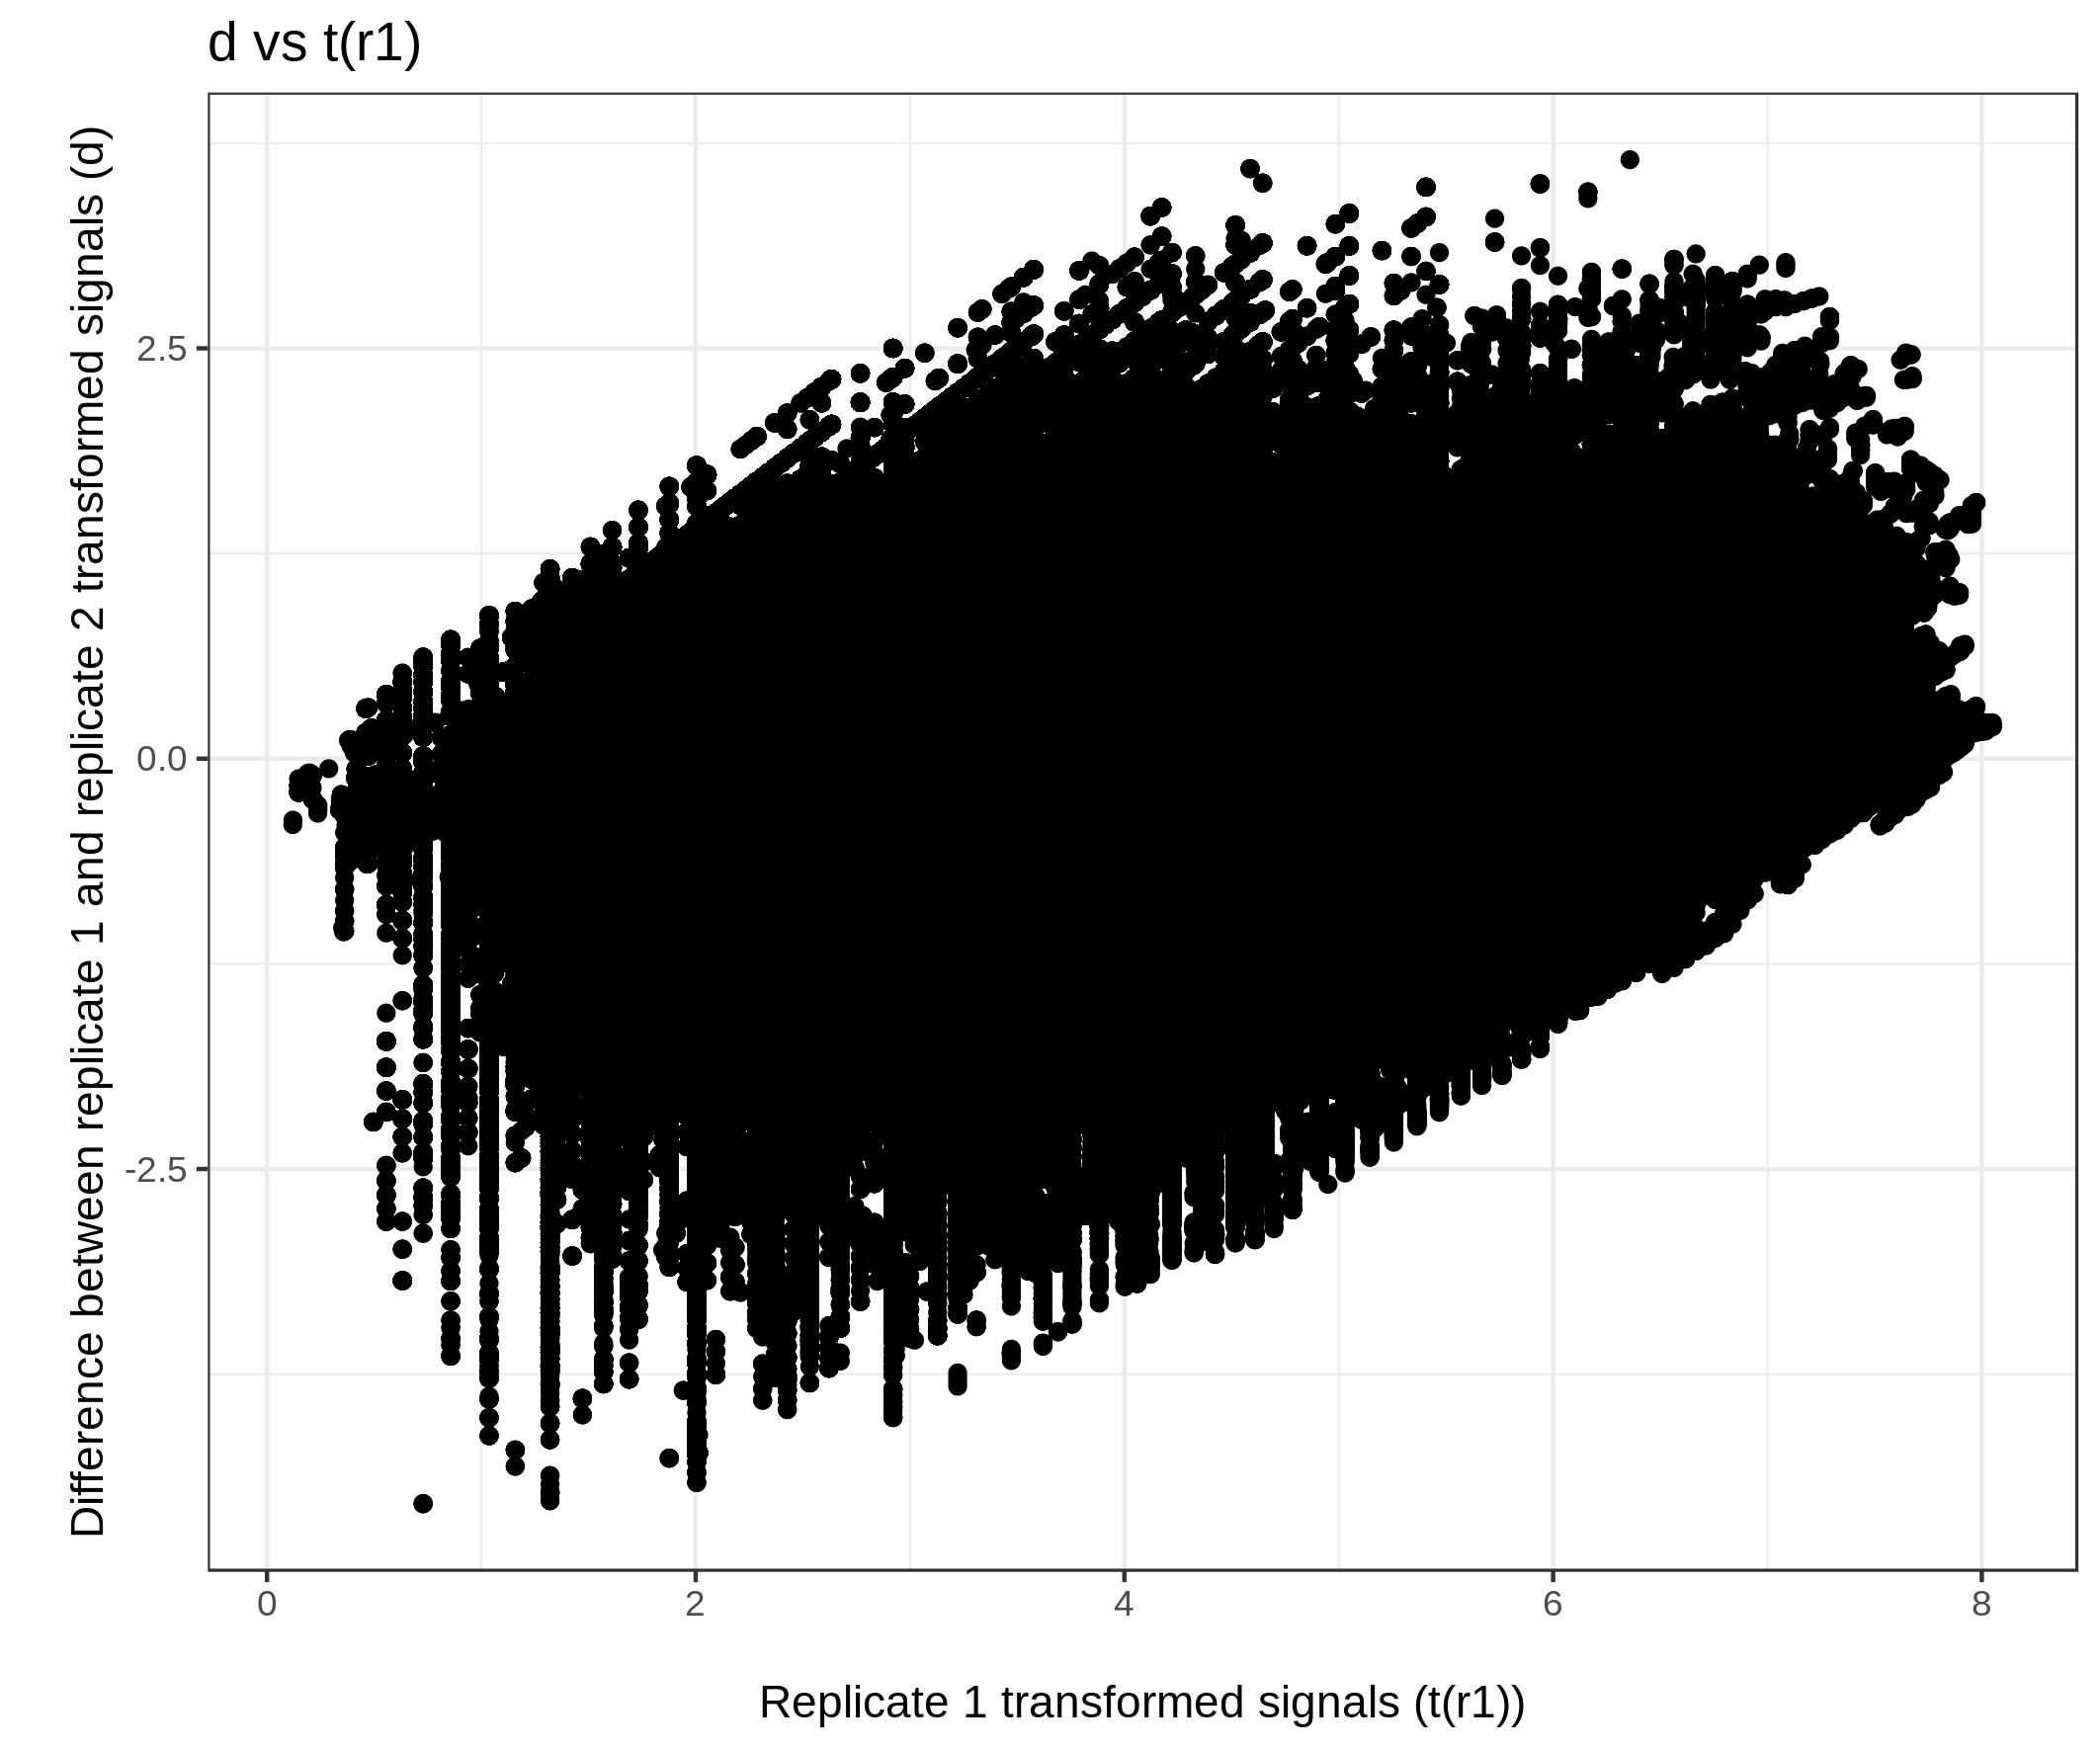 d vs t(r1)
Difference between replicate 1 and replicate 2 transformed signals (d)
2.5
0.0
-2.5
0
2
4
6
8
Replicate 1 transformed signals (t(r1))